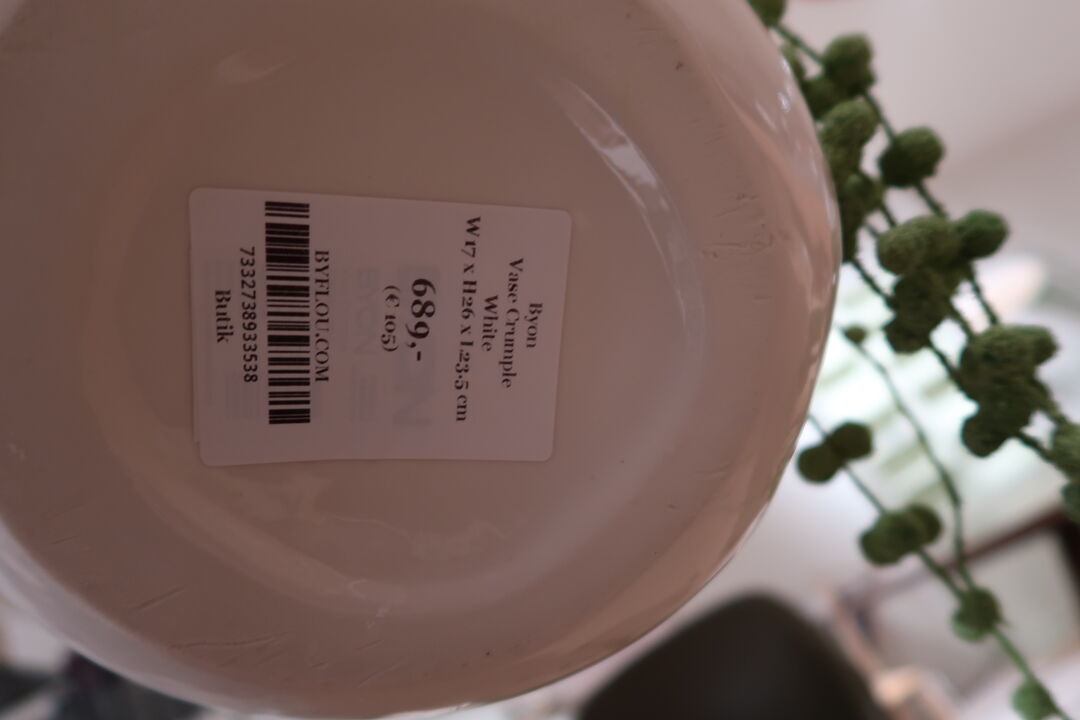 Byon
Vase Crumple
White
W17 x H26 x L23.5 cm
689,-
(€ 105)
BYFLOU.COM
7332738933538
Butik